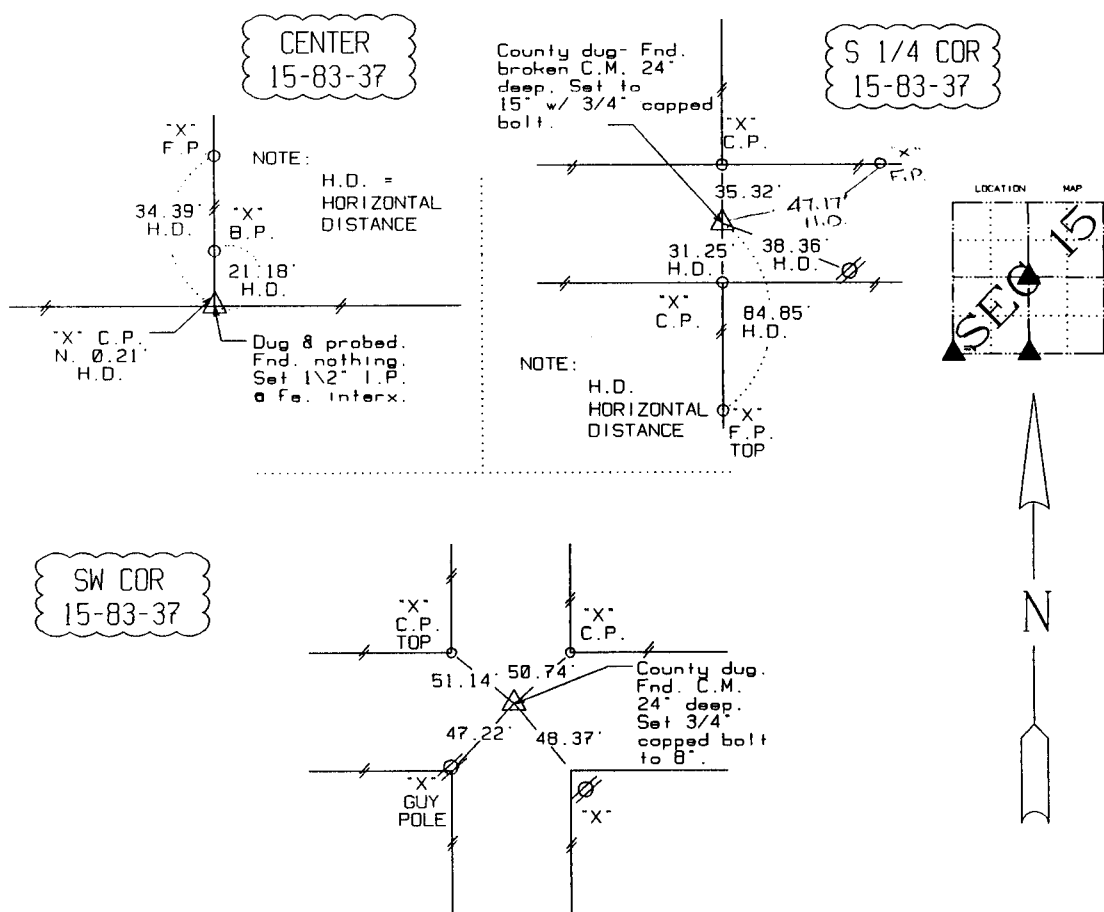 CENTER
15-83-37
"X"
F.P
NOTE:
H.D. =
HORIZONTAL
DISTANCE
34.39'
H.D.
"X"
B.P.
21.18'
H.D.
"X" C.P.
N. 0.21'
H.D.
Dug & probed.
Fnd. nothing.
Set 1\2" I.P.
@ Fe. Interx.
County dug- Fnd.
broken C.M. 24"
deep. Set to
15" w/ 3/4" capped
bolt.
S 1/4 COR
15-83-37
"X"
C.P.
"X"
F.P.
35.32'
47.17'
H.D.
31.25'
H.D.
38.36'
H.D.
"X"
C.P.
84.85'
H.D.
NOTE:
H.D.
HORIZONTAL
DISTANCE
"X"
F.P.
TOP
LOCATION MAP
SEC 15
N
SW COR
15-83-37
"X"
C.P.
TOP
"X"
C.P.
51.14'
50.74'
County dug.
Fnd. C.M.
24" deep.
Set 3/4"
capped bolt
to 8".
47.22'
48.37'
"X"
GUY
POLE
"X"